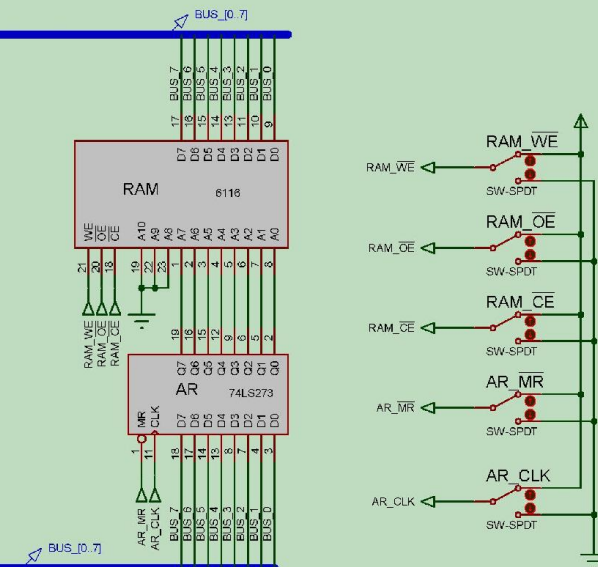 BUS_[0..7]
BUS_7
BUS_6
BUS_5
BUS_4
BUS_3
BUS_2
BUS_1
BUS_0
17
16
15
14
13
11
10
9
D7
D6
D5
D4
D3
D2
D1
D0
RAM
6116
WE
OE
CE
A10
A9
A8
A7
A6
A5
A4
A3
A2
A1
A0
21
20
18
19
22
23
1
2
3
4
5
6
7
8
RAM_WE
RAM_OE
RAM_CE
19
16
15
12
9
6
5
2
Q7
Q6
Q5
Q4
Q3
Q2
Q1
Q0
AR
74LS273
MR
CLK
D7
D6
D5
D4
D3
D2
D1
D0
1
11
18
17
14
13
8
7
4
3
AR_MR
AR_CLK
BUS_7
BUS_6
BUS_5
BUS_4
BUS_3
BUS_2
BUS_1
BUS_0
BUS_[0..7]
RAM_WE
RAM_WE
SW-SPDT
RAM_OE
RAM_OE
SW-SPDT
RAM_CE
RAM_CE
SW-SPDT
AR_MR
AR_MR
SW-SPDT
AR_CLK
AR_CLK
SW-SPDT